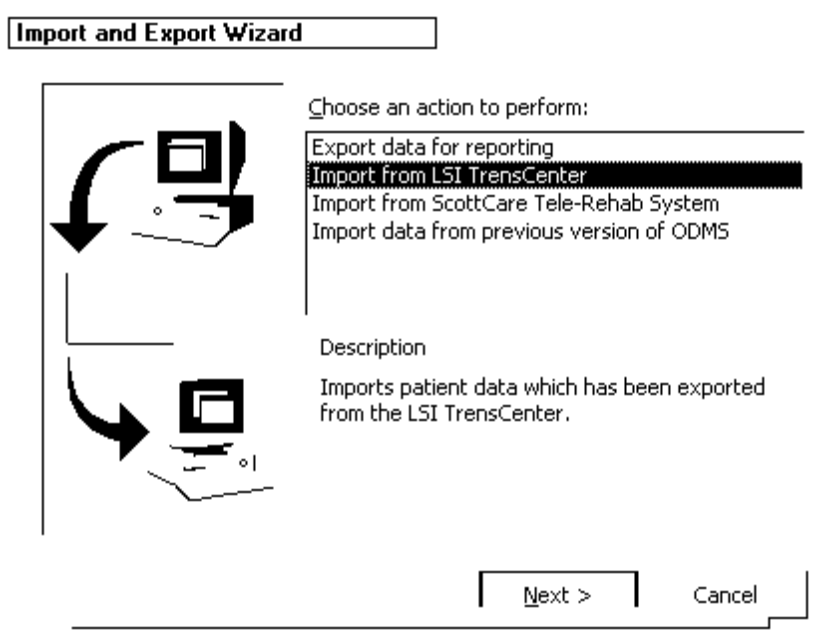 Import and Export Wizard
Choose an action to perform:
Export data for reporting
Import from LSI TrensCenter
Import from ScottCare Tele-Rehab System
Import data from previous version of ODMS
Description
Imports patient data which has been exported
from the LSI TrensCenter.
Next >
Cancel